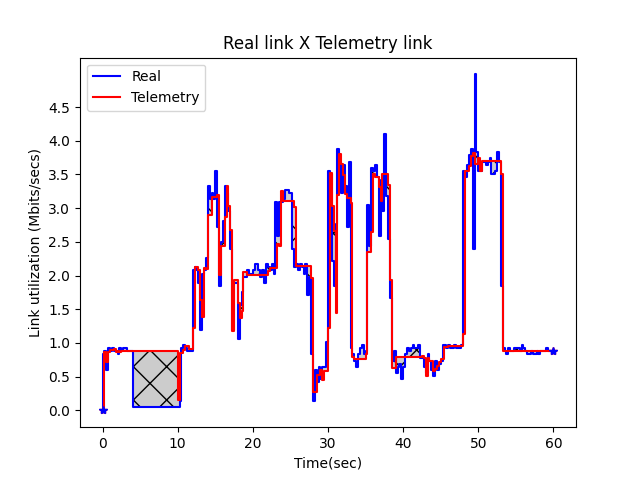 Real link X Telemetry link
Real
Telemetry
Link utilization (Mbits/secs)
4.5
4.0
3.5
3.0
2.5
2.0
1.5
1.0
0.5
0.0
0 10 20 30 40 50 60
Time(sec)